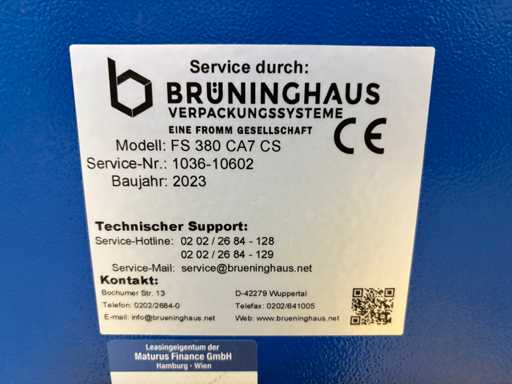 Service durch:
BRÜNINGHAUS
VERPACKUNGSSYSTEME
EINE FROMM GESELLSCHAFT
CE
Modell: FS 380 CA7 CS
Service-Nr.: 1036-10602
Baujahr: 2023
Technischer Support:
Service-Hotline: 02 02 / 26 84 - 128
02 02 / 26 84 - 129
Service-Mail: service@brueninghaus.net
Kontakt:
Bochumer Str. 13 D-42279 Wuppertal
Telefon: 0202/2684-0 Telefax: 0202/641005
E-mail: info@brueninghaus.net Web: www.brueninghaus.net
Leasingeigentum der
Maturus Finance GmbH
Hamburg - Wien